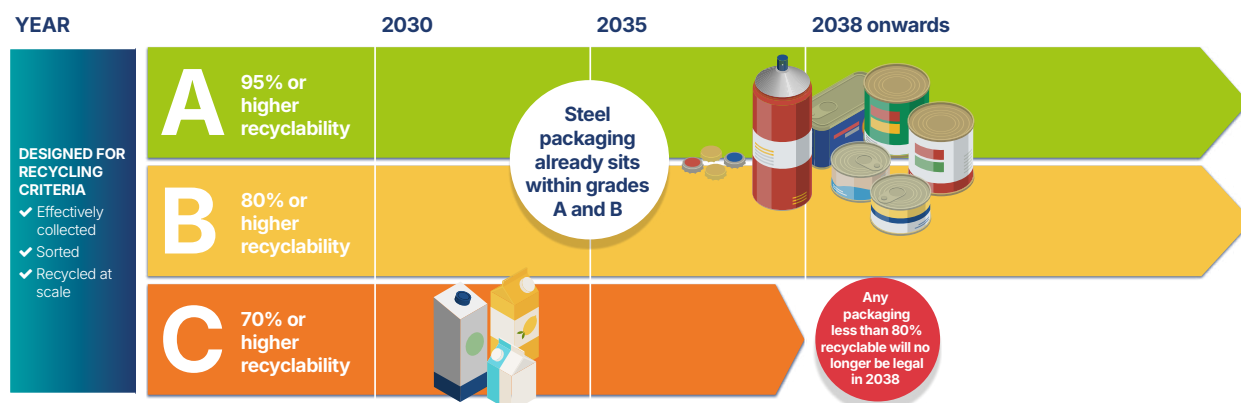 YEAR
2030
2035
2038 onwards
DESIGNED FOR
RECYCLING
CRITERIA
Effectively
collected
Sorted
Recycled at
scale
A
95% or
higher
recyclability
B
80% or
higher
recyclability
C
70% or
higher
recyclability
Steel
packaging
already sits
within grades
A and B
Any
packaging
less than 80%
recyclable will no
longer be legal
in 2038